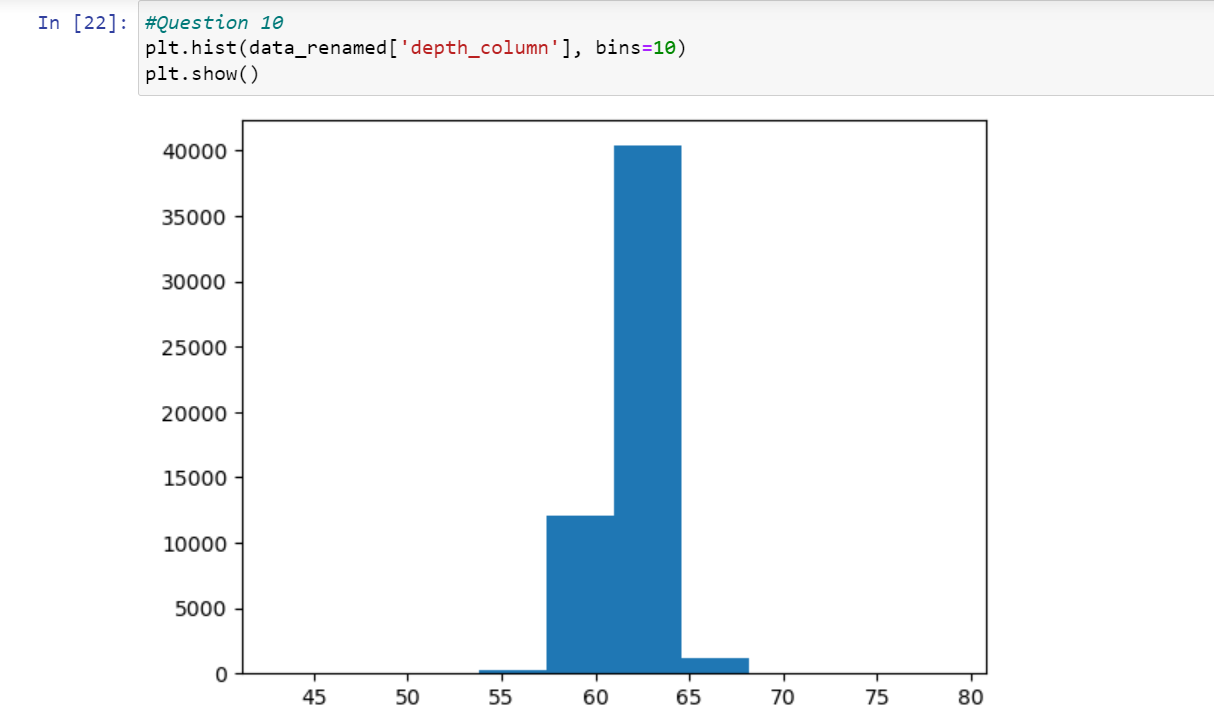 In [22]: #Question 10
plt.hist(data_renamed['depth_column'], bins=10)
plt.show()
40000
35000
30000
25000
20000
15000
10000
5000
0
45 50 55 60 65 70 75 80